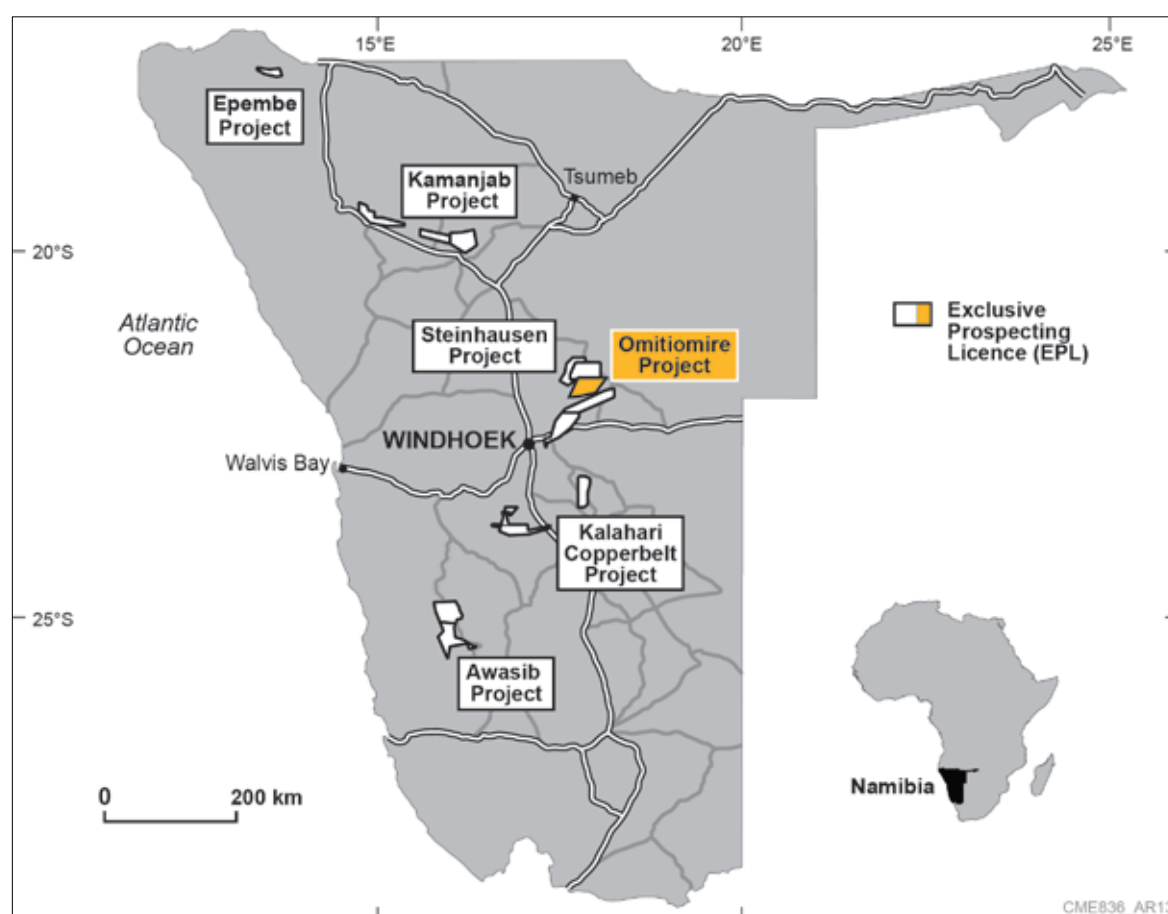 15°E
20°E
25°E
Epembe
Project
Kamanjab
Project
Tsumeb
20°S
Atlantic
Ocean
Steinhausen
Project
Omitiomire
Project
Exclusive
Prospecting
Licence (EPL)
WINDHOEK
Walvis Bay
Kalahari
Copperbelt
Project
25°S
Awasib
Project
0
200 km
Namibia